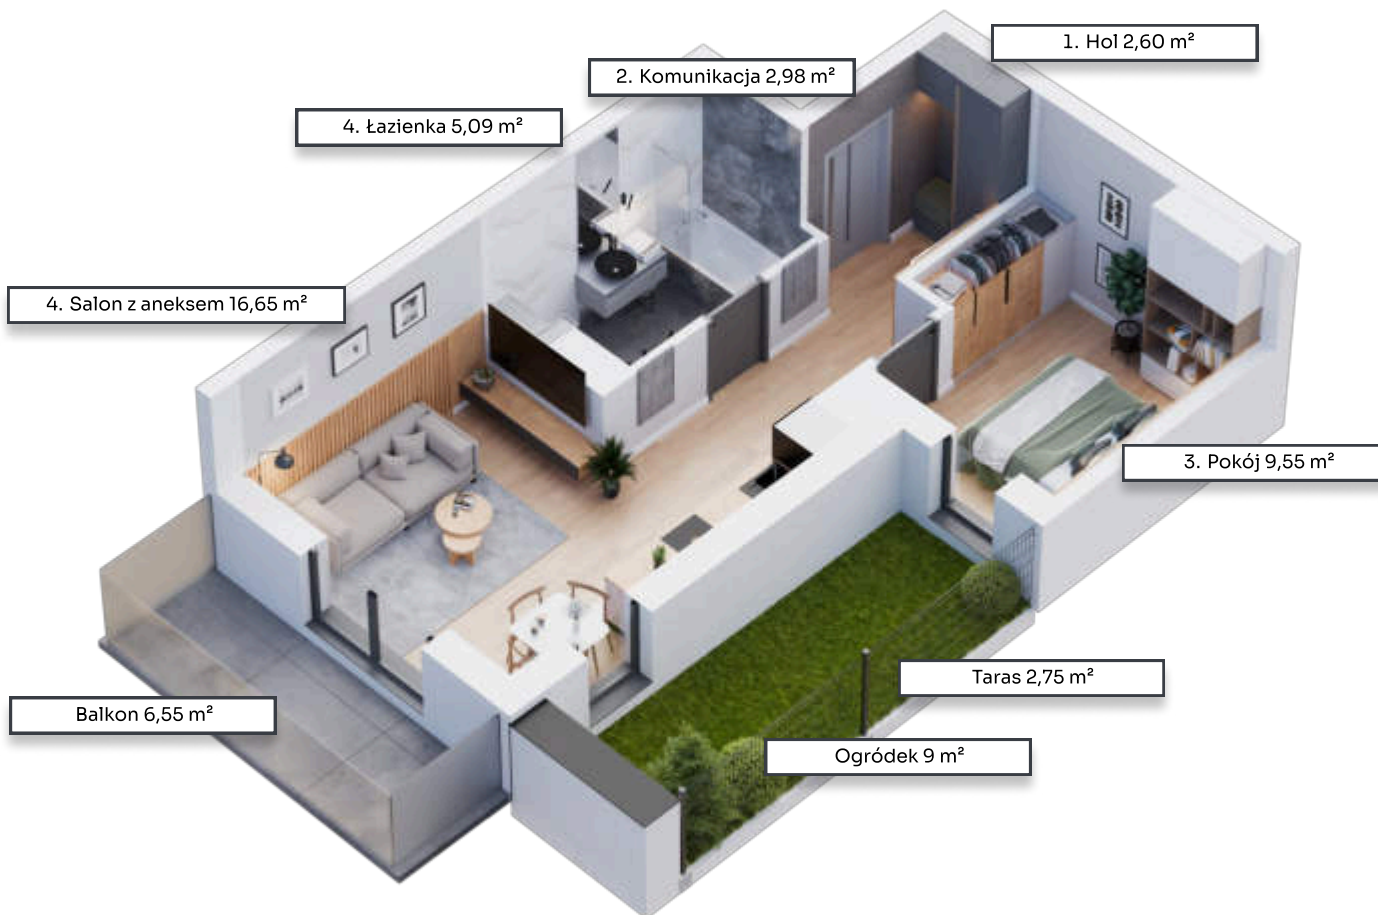 1. Hol 2,60 m²
2. Komunikacja 2,98 m²
4. Łazienka 5,09 m²
4. Salon z aneksem 16,65 m²
3. Pokój 9,55 m²
Taras 2,75 m²
Balkon 6,55 m²
Ogródek 9 m²